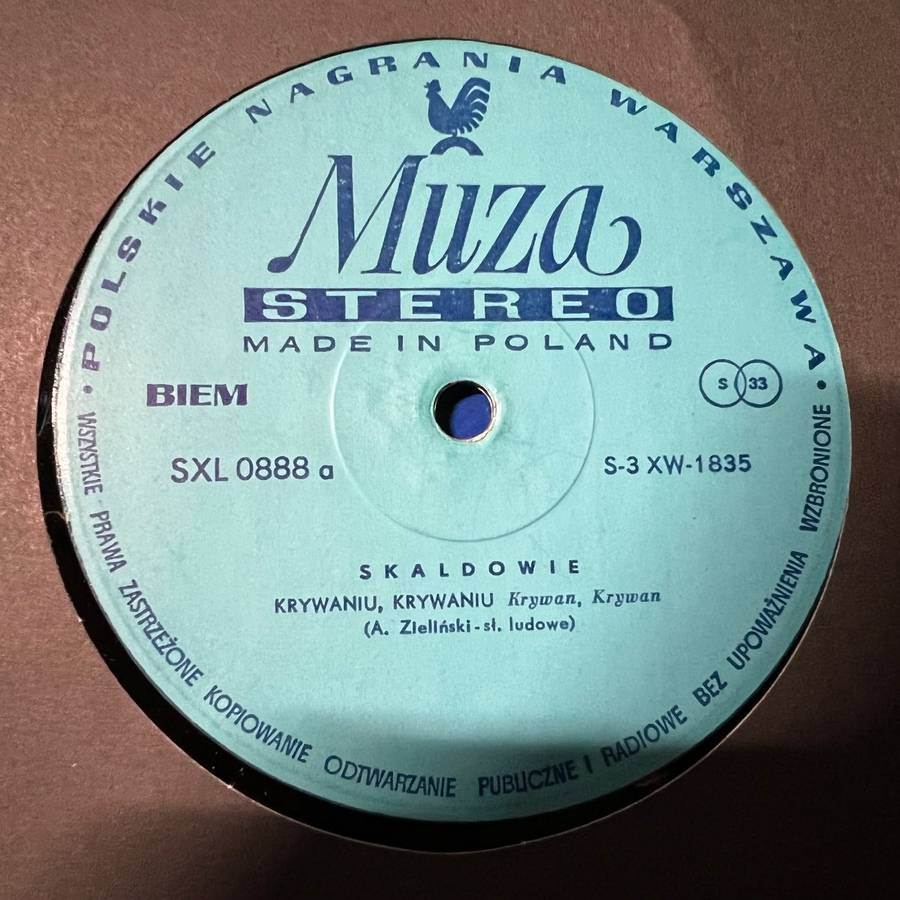 • POLSKIE NAGRANIA WARSZAWA •
Muza
STEREO
MADE IN POLAND
BIEM
S 33
SXL 0888 a
S-3 XW-1835
SKALDOWIE
KRYWANIU, KRYWANIU Krywan, Krywan
(A. Zieliński - sł. ludowe)
WSZYSTKIE PRAWA ZASTRZEŻONE KOPIOWANIE ODTWARZANIE PUBLICZNE I RADIOWE BEZ UPOWAŻNIENIA WZBRONIONE